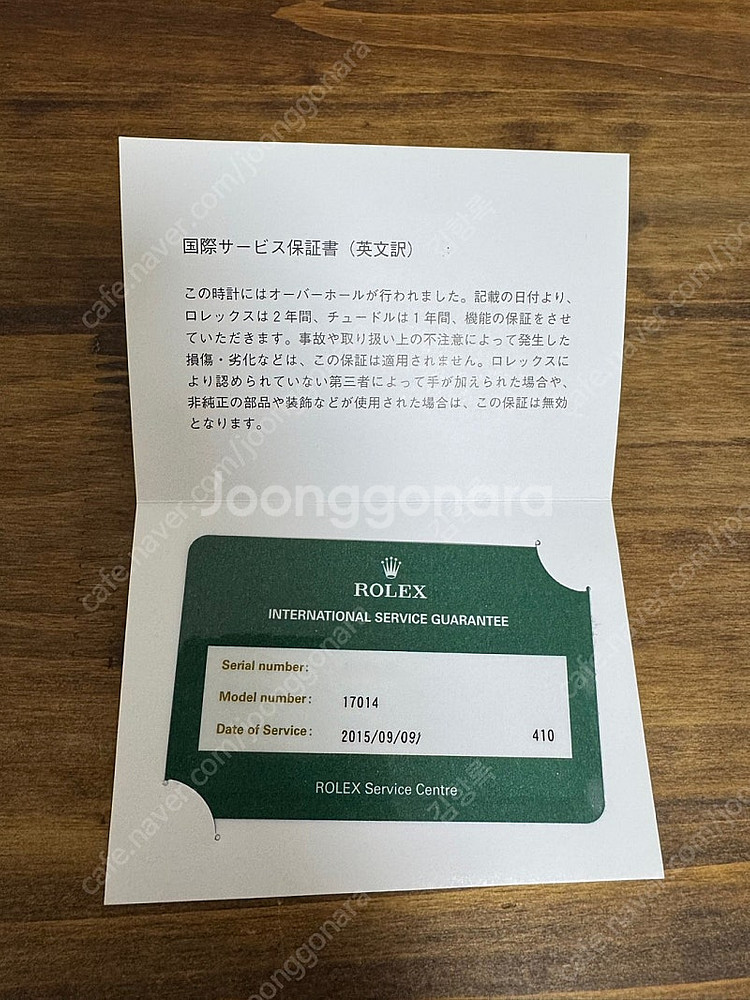 国際サービス保証書（英文訳）
この時計にはオーバーホールが行われました。記載の日付より、
ロレックスは2年間、チュードルは1年間、機能の保証をさせ
ていただきます。事故や取り扱い上の不注意によって発生した
損傷・劣化などは、この保証は適用されません。ロレックスに
より認められていない第三者によって手が加えられた場合や、
非純正の部品や装飾などが使用された場合は、この保証は無効
となります。
Joonggonara
ROLEX
INTERNATIONAL SERVICE GUARANTEE
Serial number:
Model number: 17014
Date of Service: 2015/09/09/ 410
ROLEX Service Centre
cafe.naver.com/joonggonara